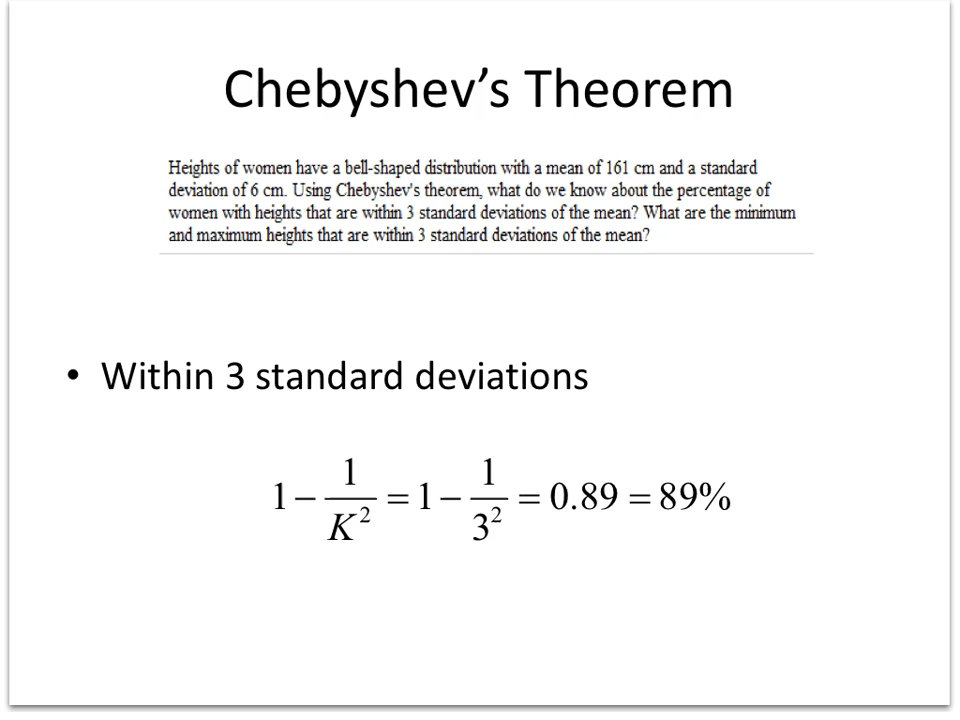 Chebyshev’s Theorem
Heights of women have a bell-shaped distribution with a mean of 161 cm and a standard
deviation of 6 cm. Using Chebyshev's theorem, what do we know about the percentage of
women with heights that are within 3 standard deviations of the mean? What are the minimum
and maximum heights that are within 3 standard deviations of the mean?
• Within 3 standard deviations
1 − 1/K² = 1 − 1/3² = 0.89 = 89%